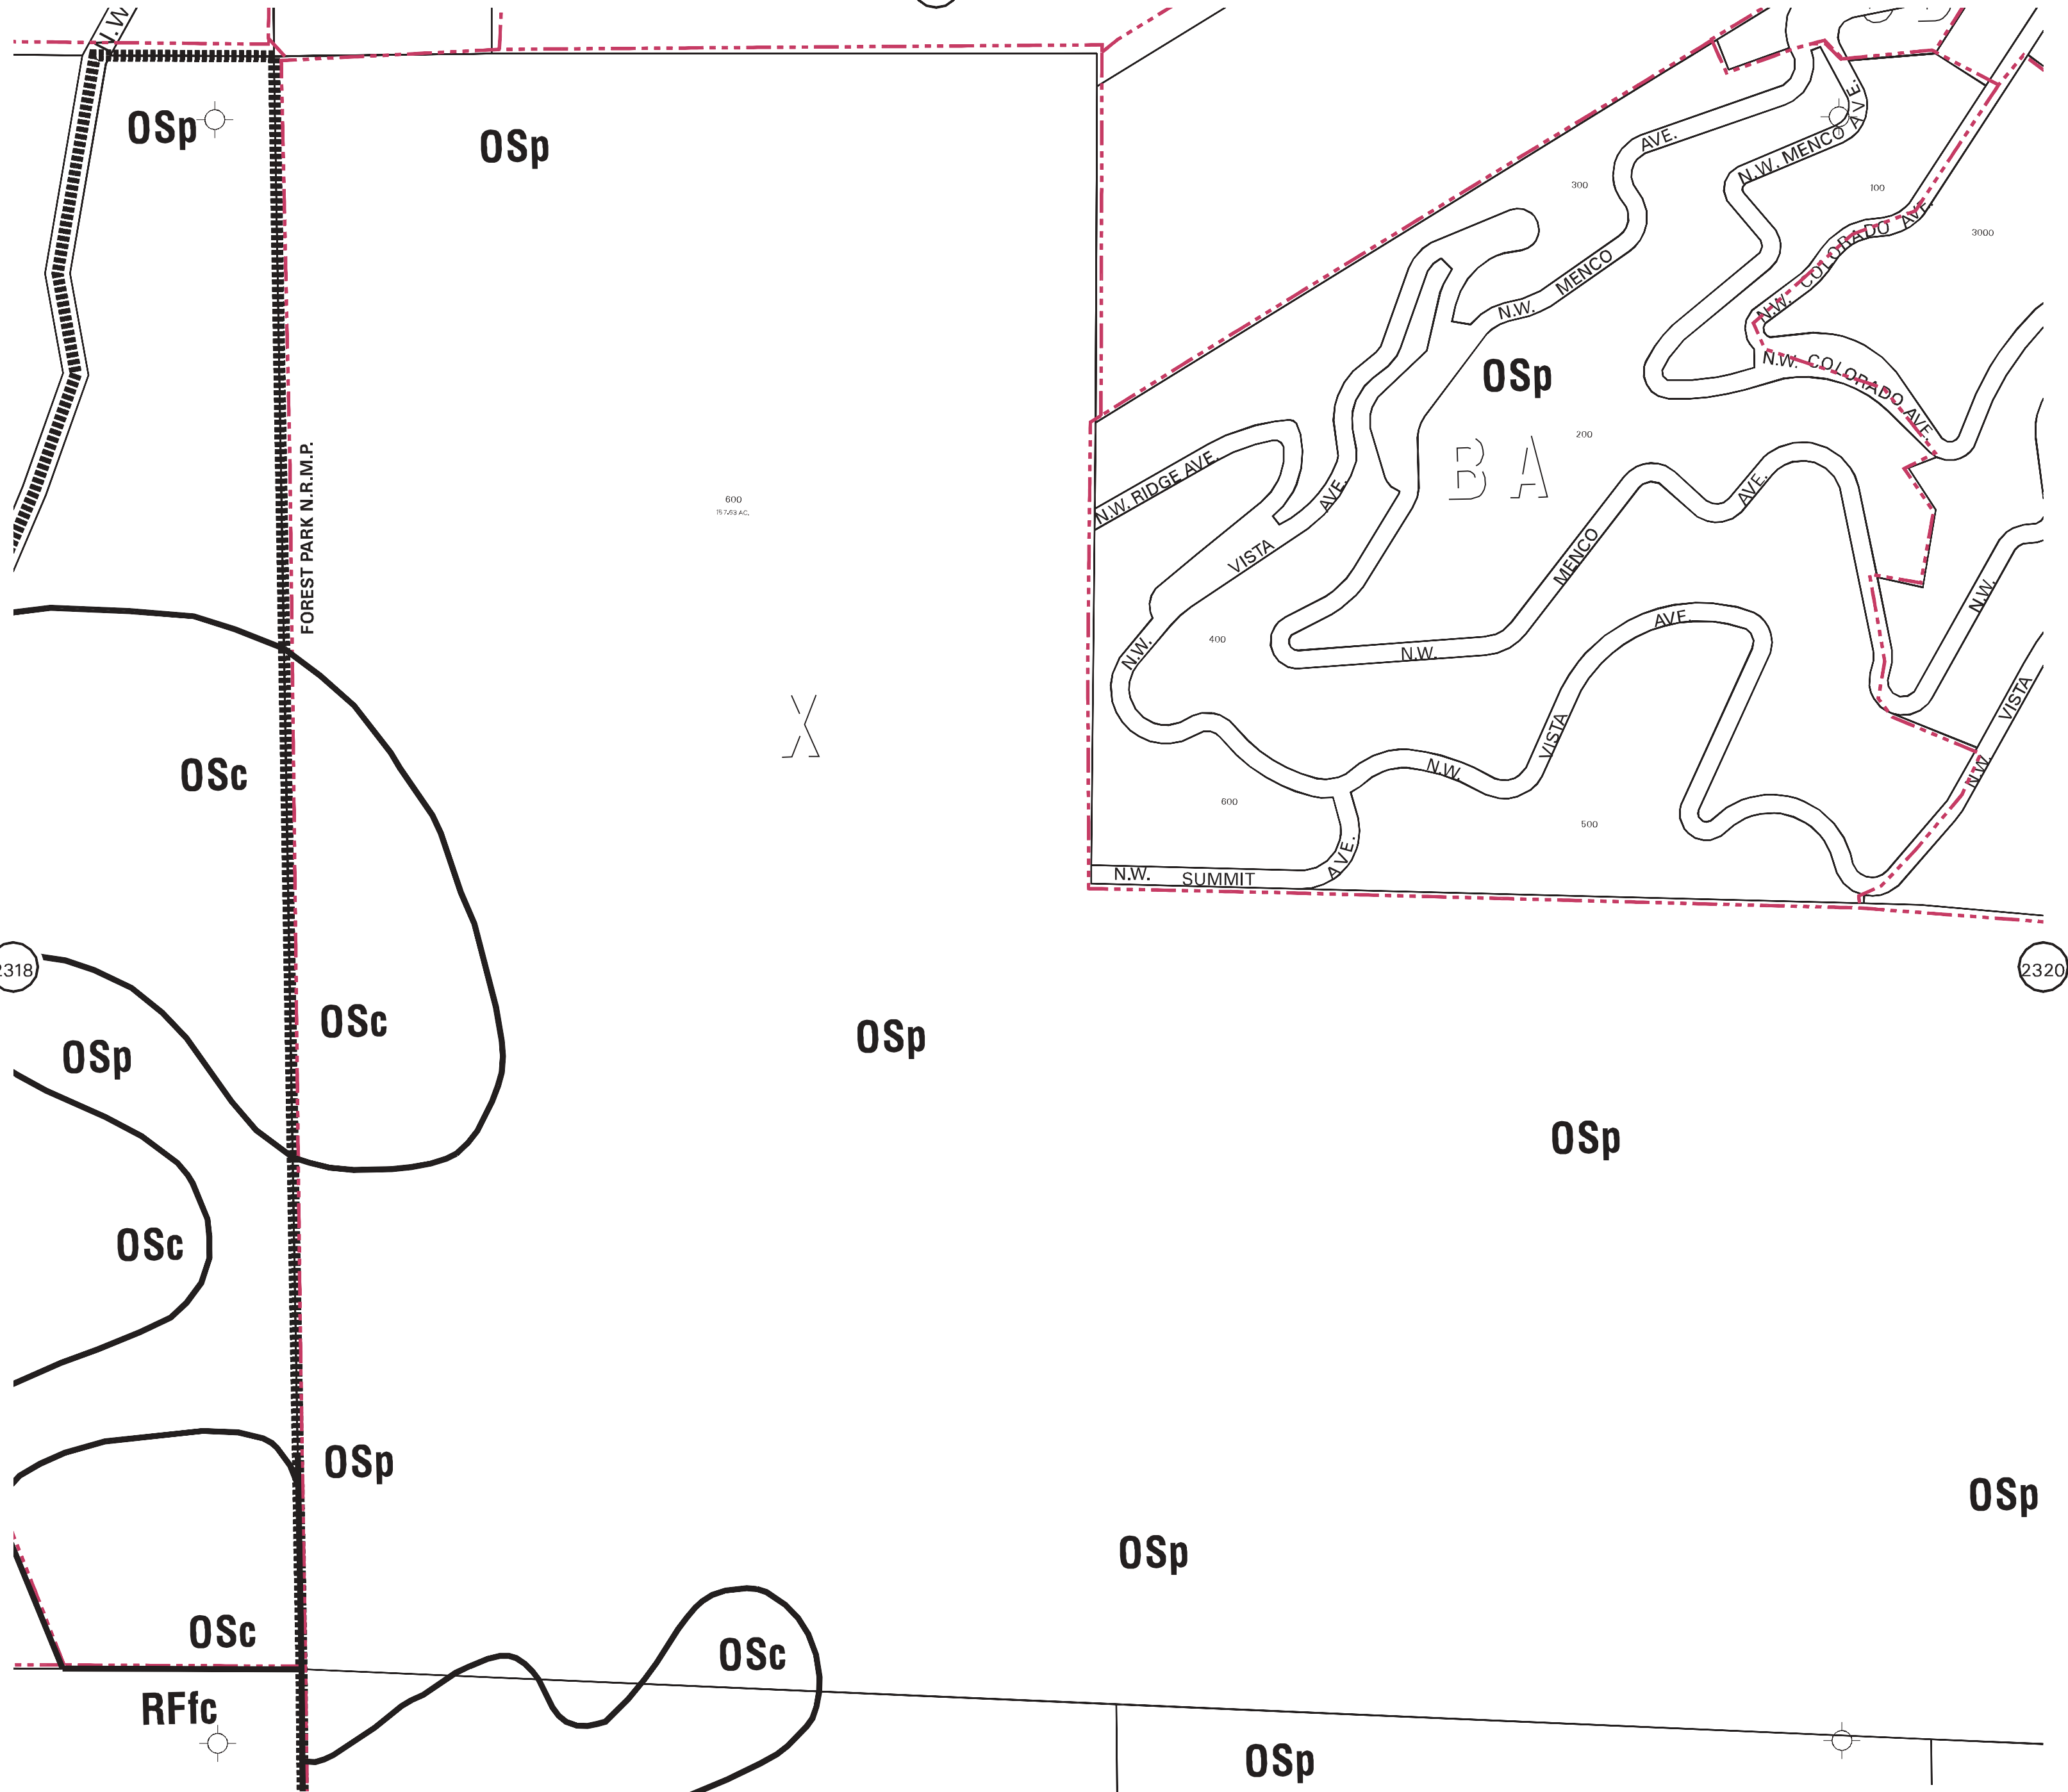 N.W
OSp
OSp
AVE.
N.W. MENCO
AVE.
300
100
N.W. COLORADO AVE.
3000
N.W. MENCO
N.W. COLORADO AVE.
OSp
200
B A
FOREST PARK N.R.M.P.
N.W. RIDGE AVE.
600
N.W. VISTA AVE.
N.W. MENCO AVE.
N.W.
400
AVE.
N.W. VISTA
X
OSc
N.W.
VISTA
600
500
N.W. SUMMIT AVE.
2318
2320
OSc
OSp
OSp
OSp
OSc
OSp
OSp
OSp
OSc
OSc
RFfc
OSp